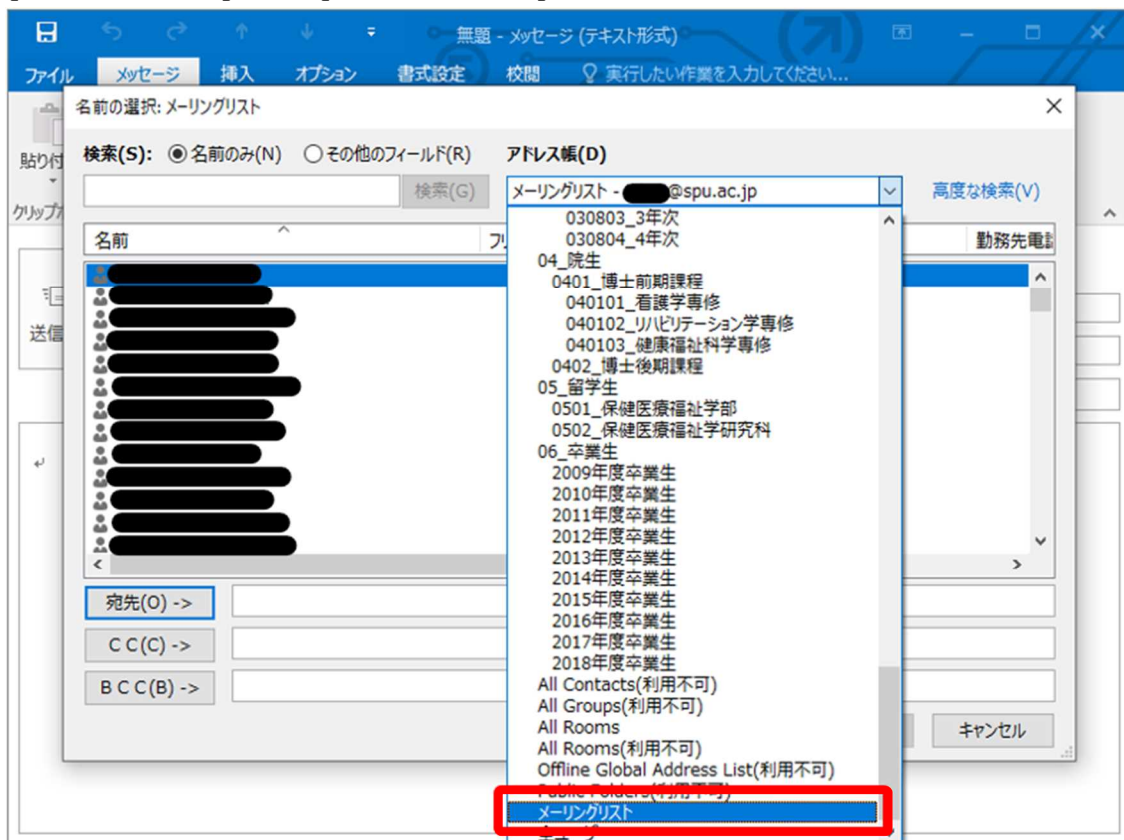 無題 - メッセージ (テキスト形式)
ファイル メッセージ 挿入 オプション 書式設定 校閲 実行したい作業を入力してください...
名前の選択: メーリングリスト
貼り付
クリップボ
送信
検索(S): 名前のみ(N) その他のフィールド(R) アドレス帳(D)
検索(G) メーリングリスト - @spu.ac.jp 高度な検索(V)
名前 フリ 勤務先電話
030803_3年次
030804_4年次
04_院生
0401_博士前期課程
040101_看護学専修
040102_リハビリテーション学専修
040103_健康福祉科学専修
0402_博士後期課程
05_留学生
0501_保健医療福祉学部
0502_保健医療福祉学研究科
06_卒業生
2009年度卒業生
2010年度卒業生
2011年度卒業生
2012年度卒業生
2013年度卒業生
2014年度卒業生
2015年度卒業生
2016年度卒業生
2017年度卒業生
2018年度卒業生
All Contacts(利用不可)
All Groups(利用不可)
All Rooms
All Rooms(利用不可)
Offline Global Address List(利用不可)
Public Folders(利用不可)
メーリングリスト
宛先(O) ->
C C(C) ->
B C C(B) ->
キャンセル